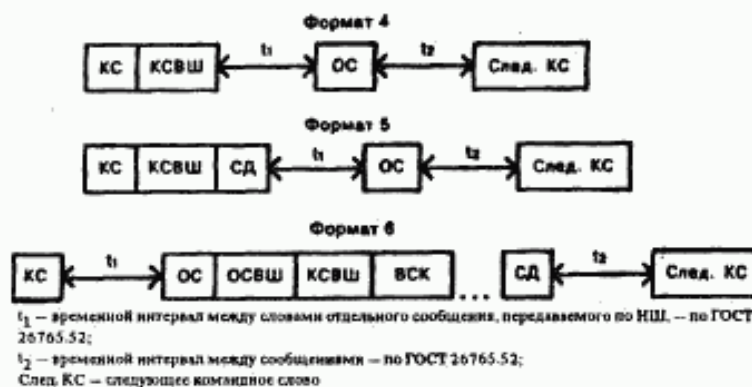 Формат 4
t₁ t₂
КС КСВШ ОС След. КС
Формат 5
t₁ t₂
КС КСВШ СД ОС След. КС
Формат 6
t₁ t₂
КС ОС ОСВШ КСВШ ВСК ... СД След. КС
t₁ — временной интервал между словами отдельного сообщения, передаваемого по НШ, — по ГОСТ
26765.52;
t₂ — временной интервал между сообщениями — по ГОСТ 26765.52;
След. КС — следующее командное слово